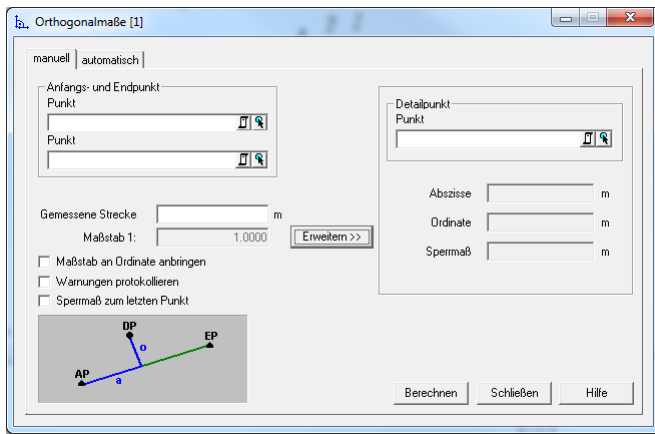 Orthogonalmaße [1]
manuell automatisch
Anfangs- und Endpunkt
Punkt
Punkt
Detailpunkt
Punkt
Gemessene Strecke m
Maßstab 1: 1.0000
Erweitern >>
Abszisse m
Ordinate m
Sperrmaß m
Maßstab an Ordinate anbringen
Warnungen protokollieren
Sperrmaß zum letzten Punkt
DP
o
EP
AP
a
Berechnen Schließen Hilfe